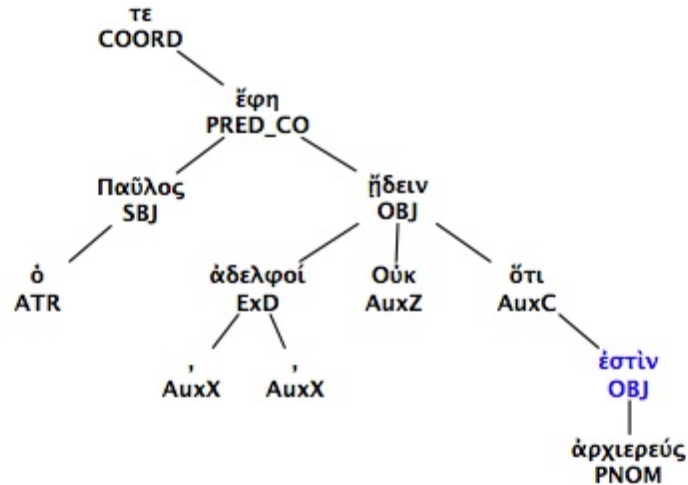 τε
COORD
ἔφη
PRED_CO
Παῦλος
SBJ
ᾔδειν
OBJ
ὁ
ATR
ἀδελφοί
ExD
Οὐκ
AuxZ
ὅτι
AuxC
,
AuxX
,
AuxX
ἐστὶν
OBJ
ἀρχιερεύς
PNOM